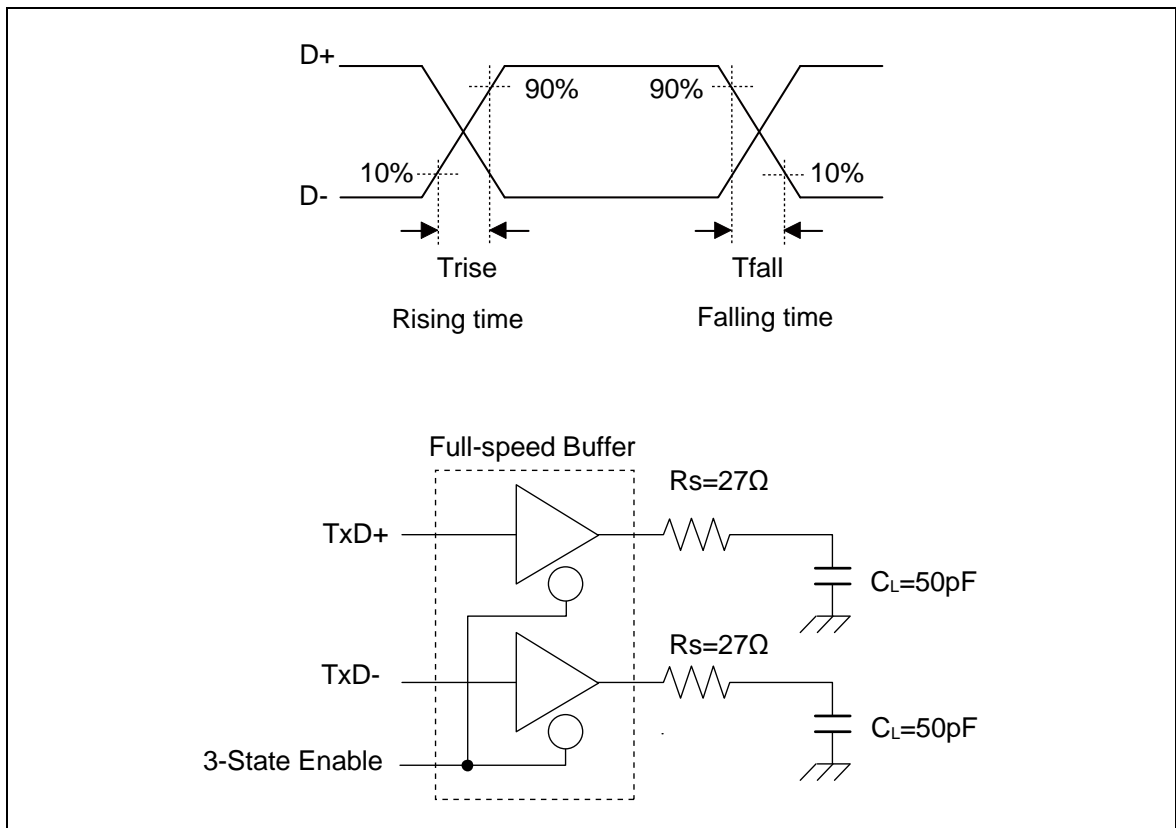 D+
90%
90%
10%
10%
D-
Trise
Tfall
Rising time
Falling time
Full-speed Buffer
Rs=27Ω
TxD+
CL=50pF
Rs=27Ω
TxD-
CL=50pF
3-State Enable